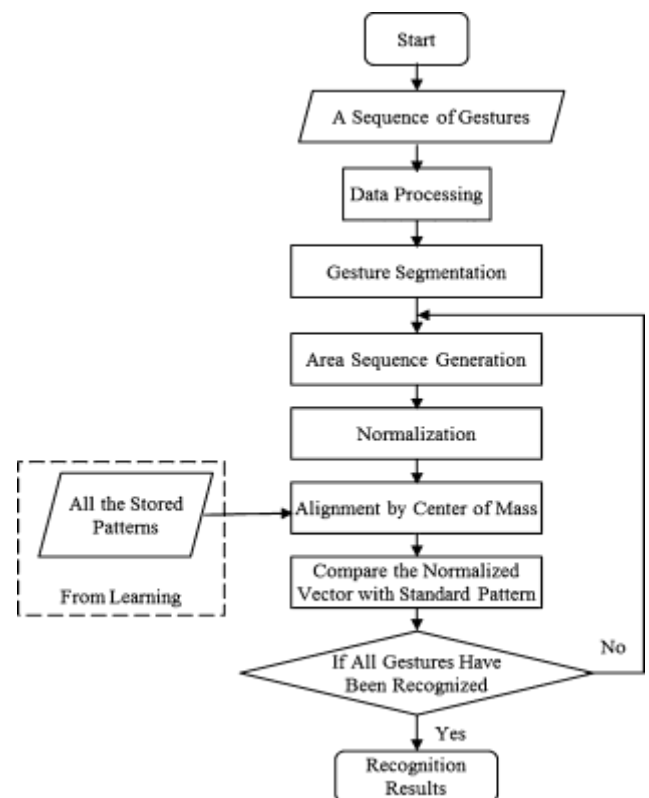 Start
A Sequence of Gestures
Data Processing
Gesture Segmentation
Area Sequence Generation
Normalization
All the Stored
Patterns
From Learning
Alignment by Center of Mass
Compare the Normalized
Vector with Standard Pattern
If All Gestures Have
Been Recognized
No
Yes
Recognition
Results